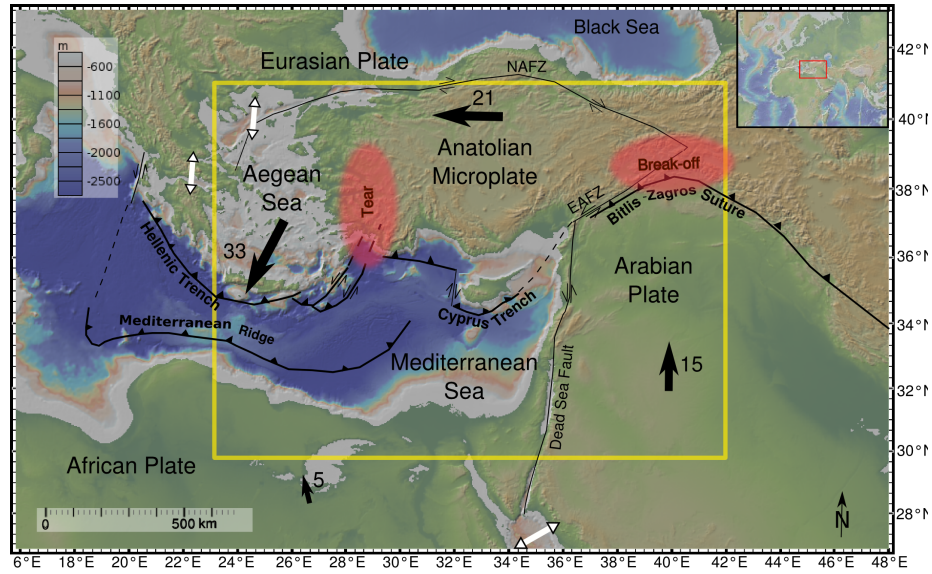 Black Sea
m
-600
-1100
-1600
-2000
-2500
Eurasian Plate
NAFZ
21
Anatolian
Microplate
Break-off
Aegean
Sea
Tear
EAFZ
Bitlis-Zagros Suture
33
Hellenic Trench
Arabian
Plate
Cyprus Trench
Mediterranean Ridge
Mediterranean
Sea
15
Dead Sea Fault
African Plate
5
0 500 km
N
42°N
40°N
38°N
36°N
34°N
32°N
30°N
28°N
6°E 20°E 22°E 24°E 26°E 28°E 30°E 32°E 34°E 36°E 38°E 40°E 42°E 44°E 46°E 48°E